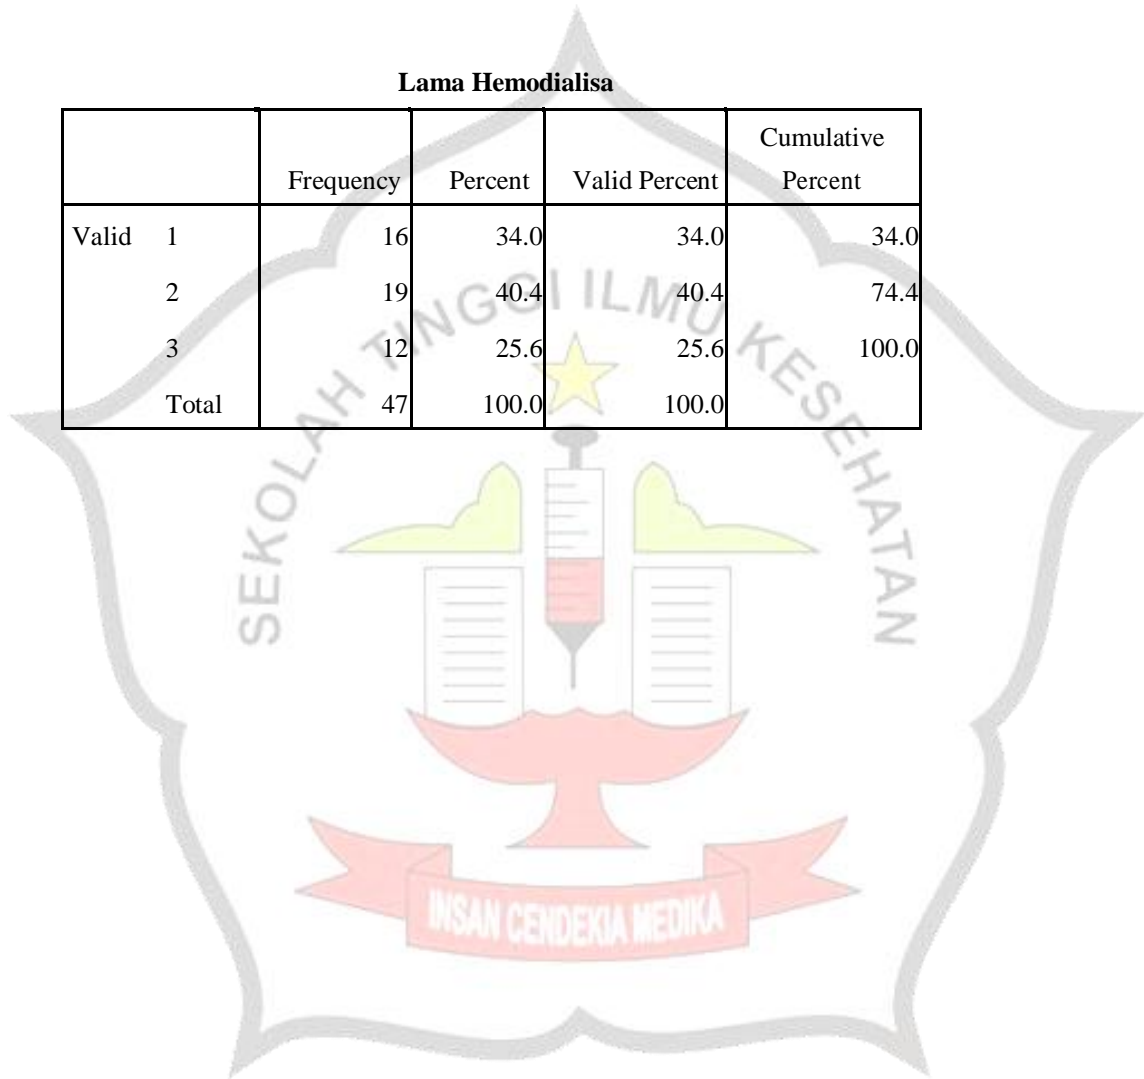 Lama Hemodialisa
Cumulative
Frequency Percent Valid Percent Percent
Valid 1 16 34.0 34.0 34.0
2 19 40.4 40.4 74.4
3 12 25.6 25.6 100.0
Total 47 100.0 100.0
SEKOLAH TINGGI ILMU KESEHATAN
INSAN CENDEKIA MEDIKA